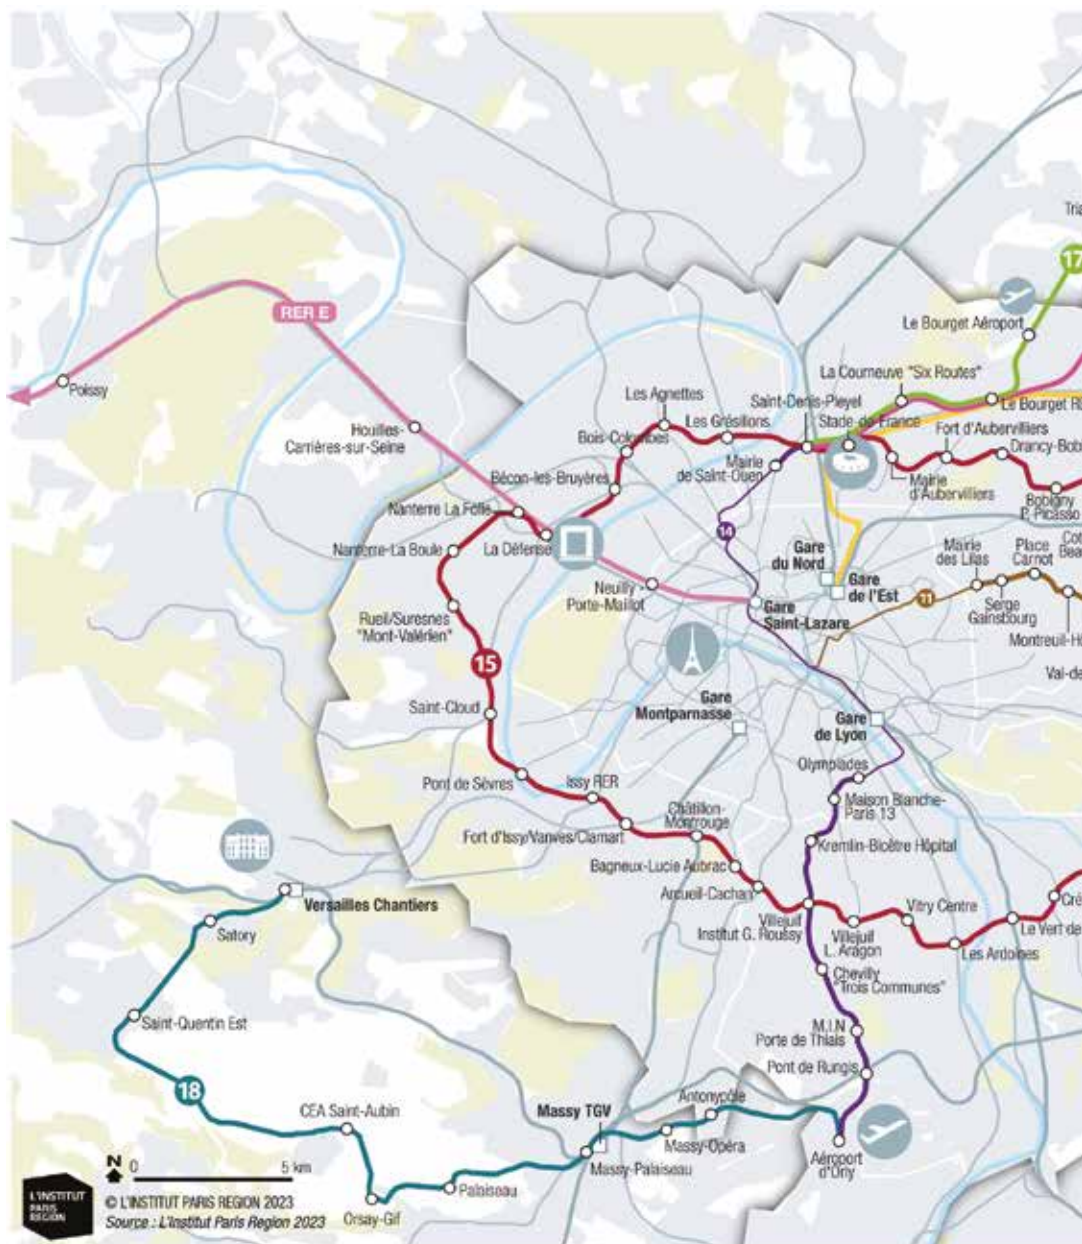 Tria
17
RER E
Le Bourget Aéroport
Poissy
La Courneuve "Six Routes"
Les Agnettes
Saint-Denis-Pleyel
Le Bourget R
Les Grésillons
Stade-de-France
Houilles-
Carrières-sur-Seine
Bois-Colombes
Fort d'Aubervilliers
Mairie
de Saint-Ouen
Drancy-Bob
Bécon-les-Bruyères
Mairie
d'Aubervilliers
Bobigny
P. Picasso
Nanterre La Folie
14
Nanterre-La Boule
La Défense
Gare
du Nord
Mairie
des Lilas
Place
Carnot
Cot
Bea
Neuilly -
Porte-Maillot
Gare
de l'Est
11
Rueil/Suresnes
"Mont-Valérien"
Gare
Saint-Lazare
Serge
Gainsbourg
Montreuil-H
15
Val-de
Saint-Cloud
Gare
Montparnasse
Gare
de Lyon
Pont de Sèvres
Issy RER
Olympiades
Maison Blanche-
Paris 13
Châtillon-
Montrouge
Fort d'Issy/Vanves/Clamart
Kremlin-Bicêtre Hôpital
Bagneux-Lucie Aubrac
Arcueil-Cachan
Versailles Chantiers
Cré
Satory
Villejuif
Institut G. Roussy
Vitry Centre
Le Vert de
Villejuif
L. Aragon
Les Ardoines
Chevilly
"Trois Communes"
Saint-Quentin Est
M.I.N
Porte de Thiais
Pont de Rungis
18
CEA Saint-Aubin
Massy TGV
Antonypôle
Massy-Opéra
Aéroport
d'Orly
Massy-Palaiseau
Palaiseau
Orsay-Gif
N
0
5 km
L'INSTITUT
PARIS
REGION
© L'INSTITUT PARIS REGION 2023
Source : L'Institut Paris Region 2023